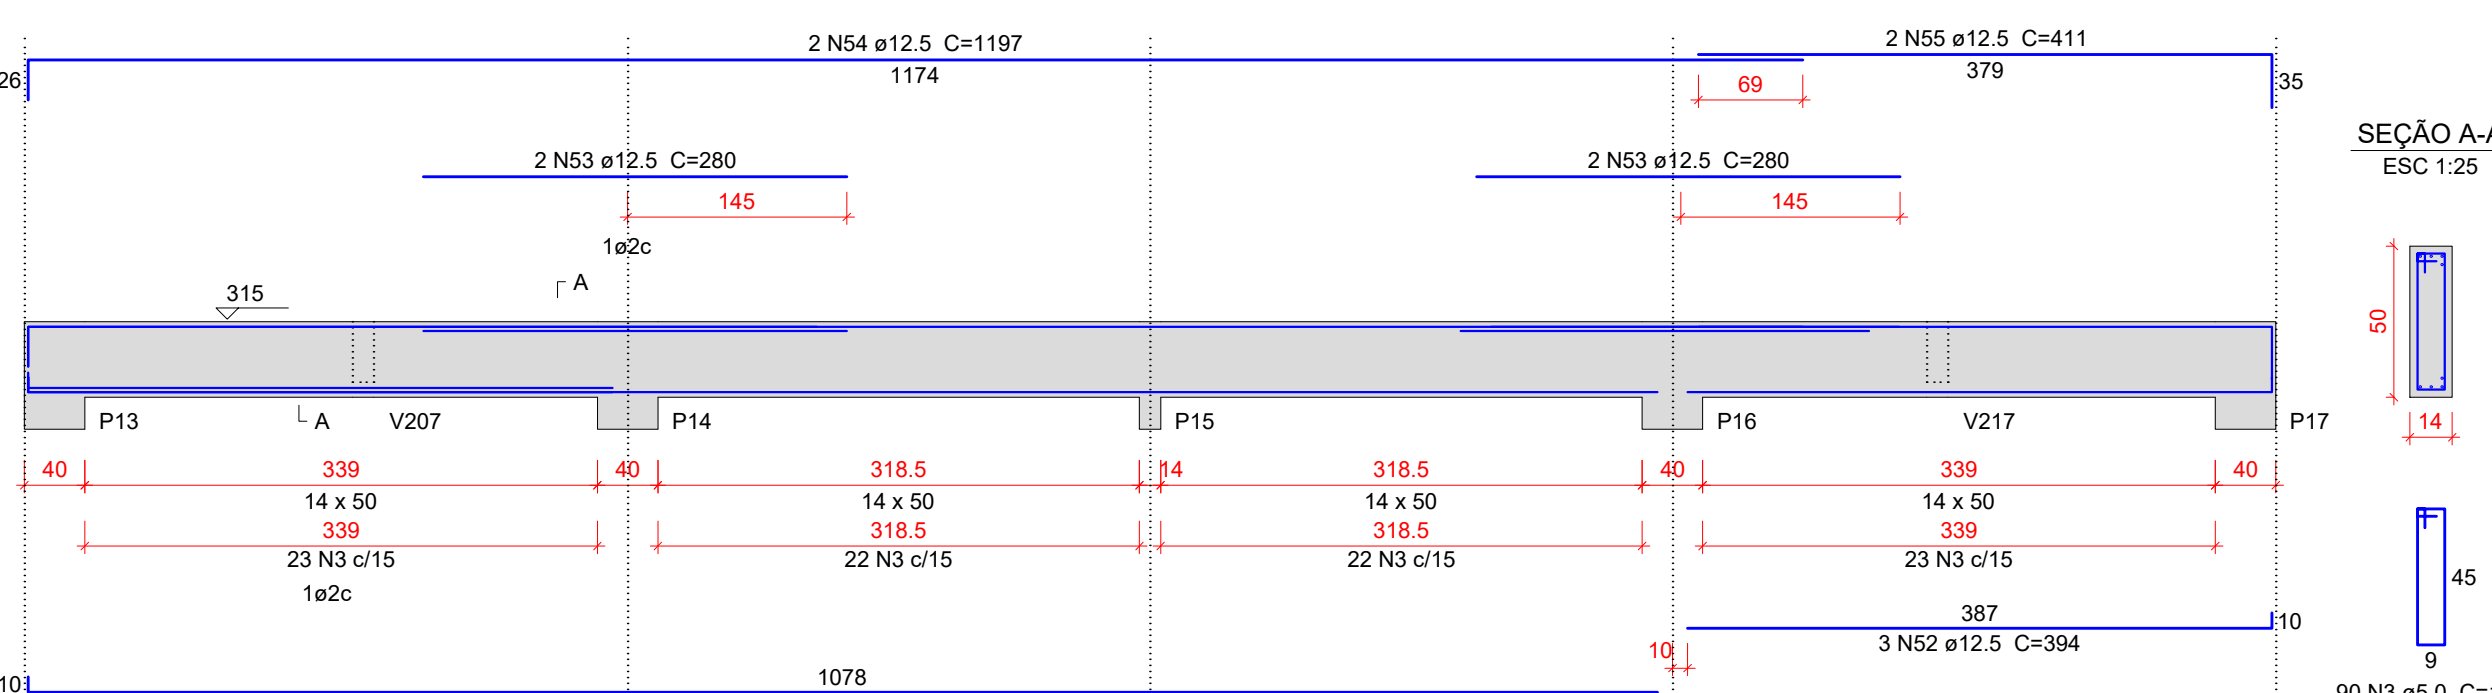 2 N54 ø12.5 C=1197
2 N55 ø12.5 C=411
26
1174
379
35
69
SEÇÃO A-A
ESC 1:25
2 N53 ø12.5 C=280
2 N53 ø12.5 C=280
145
145
1ø2c
A
315
50
14
P13
A
V207
P14
P15
P16
V217
P17
40
339
40
318.5
14
318.5
40
339
40
14 x 50
14 x 50
14 x 50
14 x 50
339
318.5
318.5
339
23 N3 c/15
22 N3 c/15
22 N3 c/15
23 N3 c/15
1ø2c
45
387
10
3 N52 ø12.5 C=394
10
9
10
1078
90 N3 ø5.0 C=